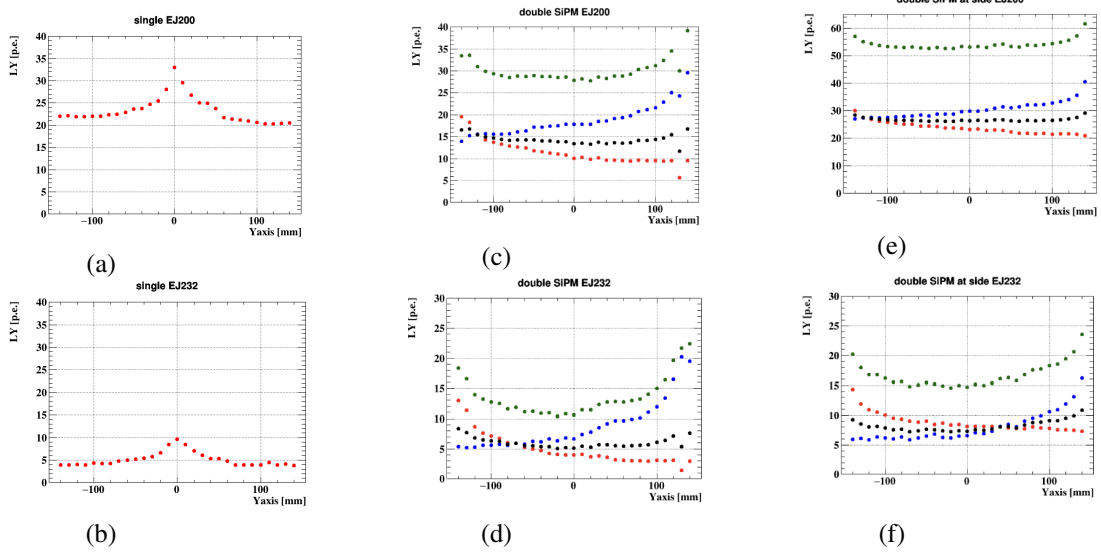 single EJ200
LY [p.e.]
40
35
30
25
20
15
10
5
0
−100
0
100
Yaxis [mm]
(a)
double SiPM EJ200
LY [p.e.]
40
35
30
25
20
15
10
5
0
−100
0
100
Yaxis [mm]
(c)
double SiPM at side EJ200
LY [p.e.]
60
50
40
30
20
10
0
−100
0
100
Yaxis [mm]
(e)
single EJ232
LY [p.e.]
40
35
30
25
20
15
10
5
0
−100
0
100
Yaxis [mm]
(b)
double SiPM EJ232
LY [p.e.]
30
25
20
15
10
5
0
−100
0
100
Yaxis [mm]
(d)
double SiPM at side EJ232
LY [p.e.]
30
25
20
15
10
5
0
−100
0
100
Yaxis [mm]
(f)